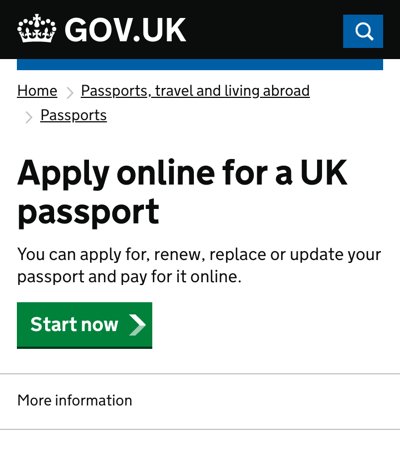 GOV.UK
Home
Passports, travel and living abroad
Passports
Apply online for a UK
passport
You can apply for, renew, replace or update your
passport and pay for it online.
Start now
More information